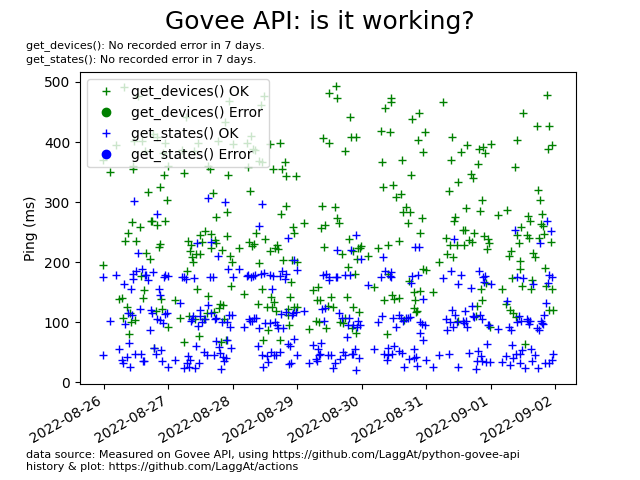 Govee API: is it working?
get_devices(): No recorded error in 7 days.
get_states(): No recorded error in 7 days.
get_devices() OK
get_devices() Error
get_states() OK
get_states() Error
Ping (ms)
500
400
300
200
100
0
2022-08-26
2022-08-27
2022-08-28
2022-08-29
2022-08-30
2022-08-31
2022-09-01
2022-09-02
data source: Measured on Govee API, using https://github.com/LaggAt/python-govee-api
history & plot: https://github.com/LaggAt/actions